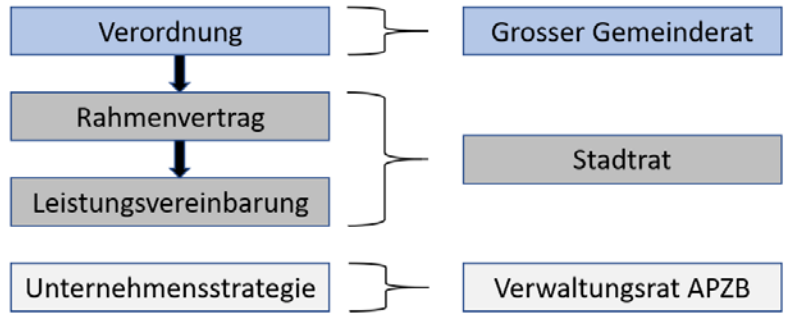 Verordnung
Grosser Gemeinderat
Rahmenvertrag
Stadtrat
Leistungsvereinbarung
Unternehmensstrategie
Verwaltungsrat APZB